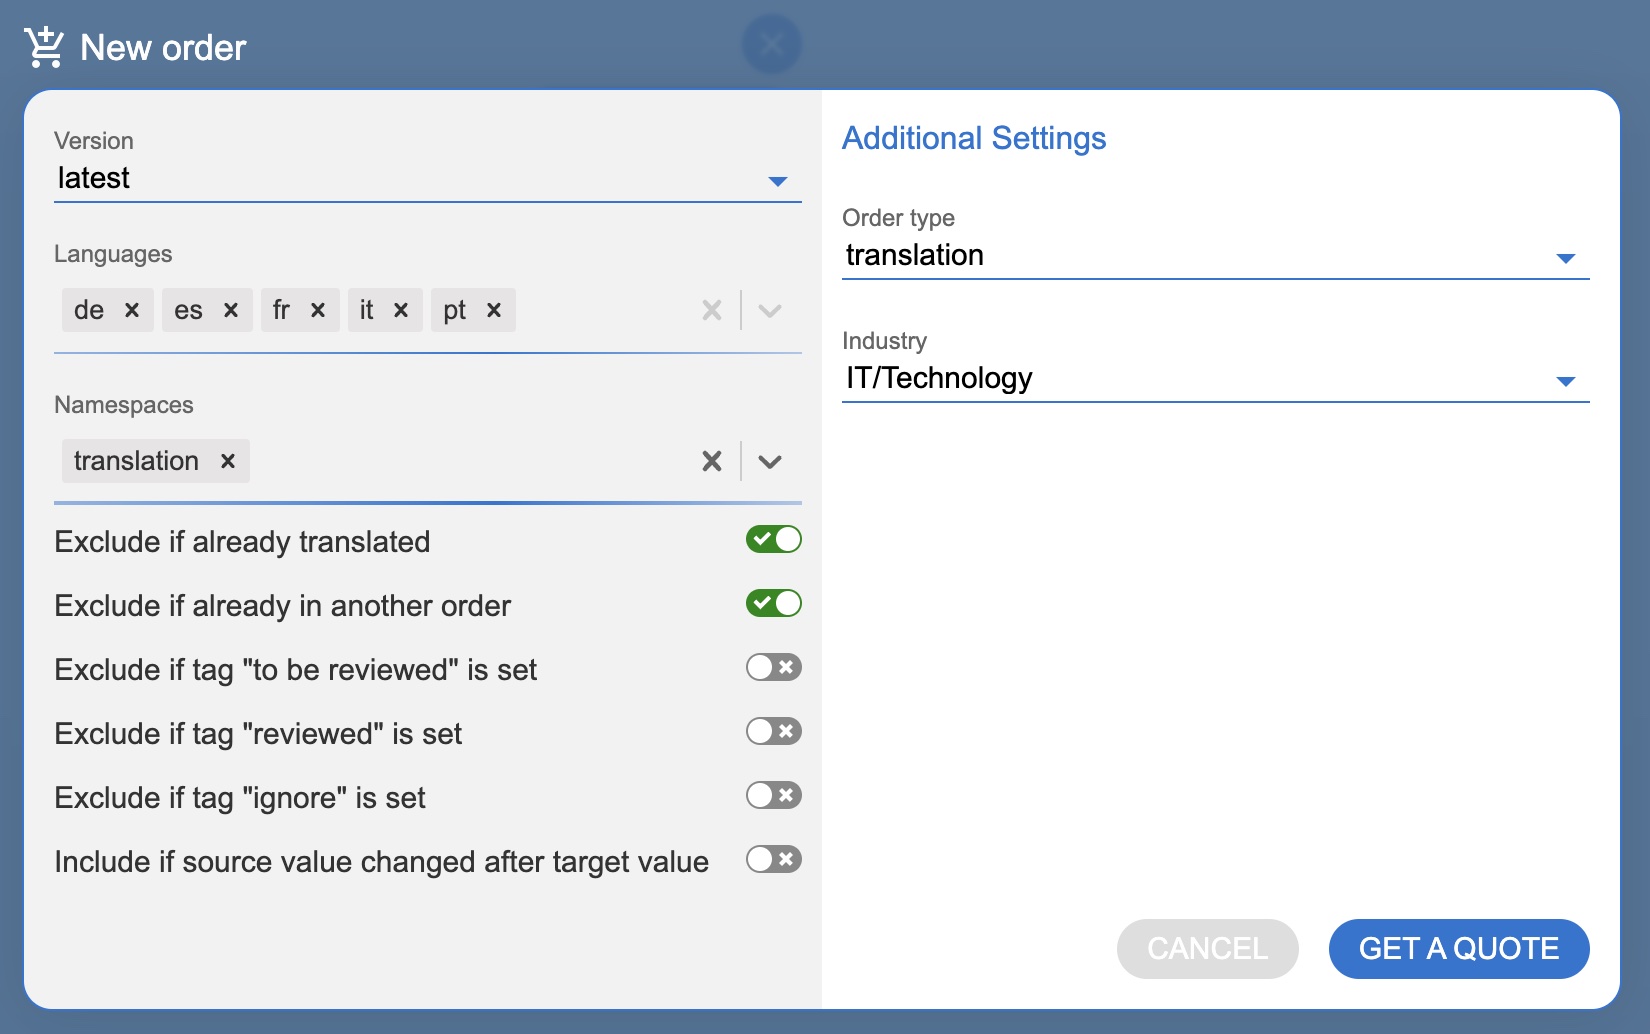 New order
Version
latest
Languages
de es fr it pt
Namespaces
translation
Exclude if already translated
Exclude if already in another order
Exclude if tag "to be reviewed" is set
Exclude if tag "reviewed" is set
Exclude if tag "ignore" is set
Include if source value changed after target value
Additional Settings
Order type
translation
Industry
IT/Technology
CANCEL GET A QUOTE